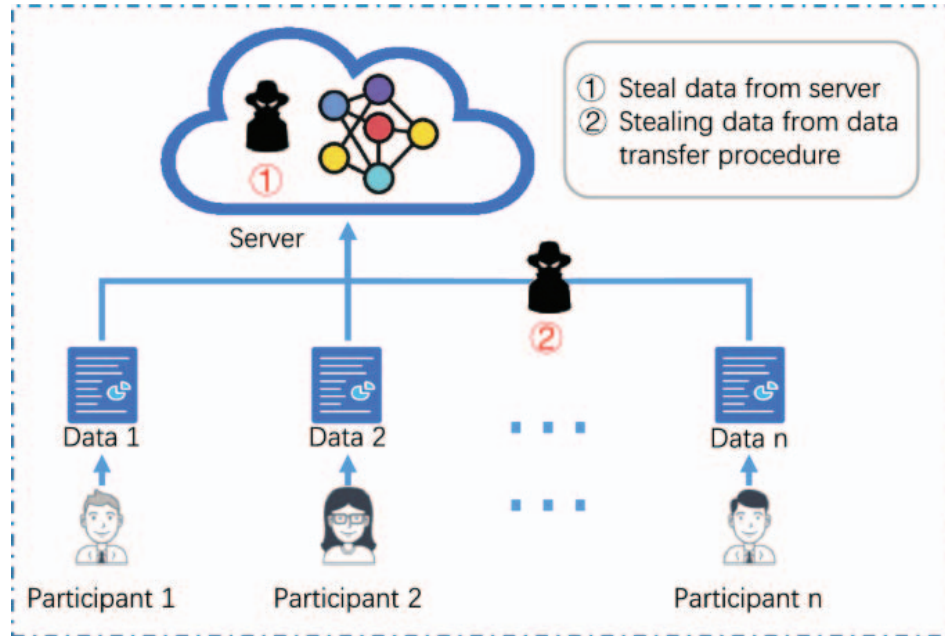 ① Steal data from server
② Stealing data from data
transfer procedure
①
Server
②
Data 1
Data 2
Data n
Participant 1
Participant 2
Participant n